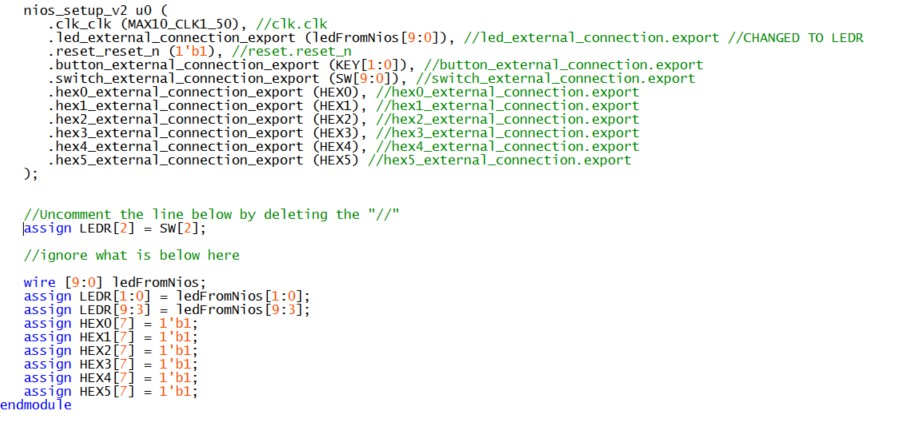 nios_setup_v2 u0 (
.clk_clk (MAX10_CLK1_50), //clk.clk
.led_external_connection_export (ledFromNios[9:0]), //led_external_connection.export //CHANGED TO LEDR
.reset_reset_n (1'b1), //reset.reset_n
.button_external_connection_export (KEY[1:0]), //button_external_connection.export
.switch_external_connection_export (SW[9:0]), //switch_external_connection.export
.hex0_external_connection_export (HEX0), //hex0_external_connection.export
.hex1_external_connection_export (HEX1), //hex1_external_connection.export
.hex2_external_connection_export (HEX2), //hex2_external_connection.export
.hex3_external_connection_export (HEX3), //hex3_external_connection.export
.hex4_external_connection_export (HEX4), //hex4_external_connection.export
.hex5_external_connection_export (HEX5) //hex5_external_connection.export
);
//Uncomment the line below by deleting the "//"
assign LEDR[2] = SW[2];
//ignore what is below here
wire [9:0] ledFromNios;
assign LEDR[1:0] = ledFromNios[1:0];
assign LEDR[9:3] = ledFromNios[9:3];
assign HEX0[7] = 1'b1;
assign HEX1[7] = 1'b1;
assign HEX2[7] = 1'b1;
assign HEX3[7] = 1'b1;
assign HEX4[7] = 1'b1;
assign HEX5[7] = 1'b1;
endmodule